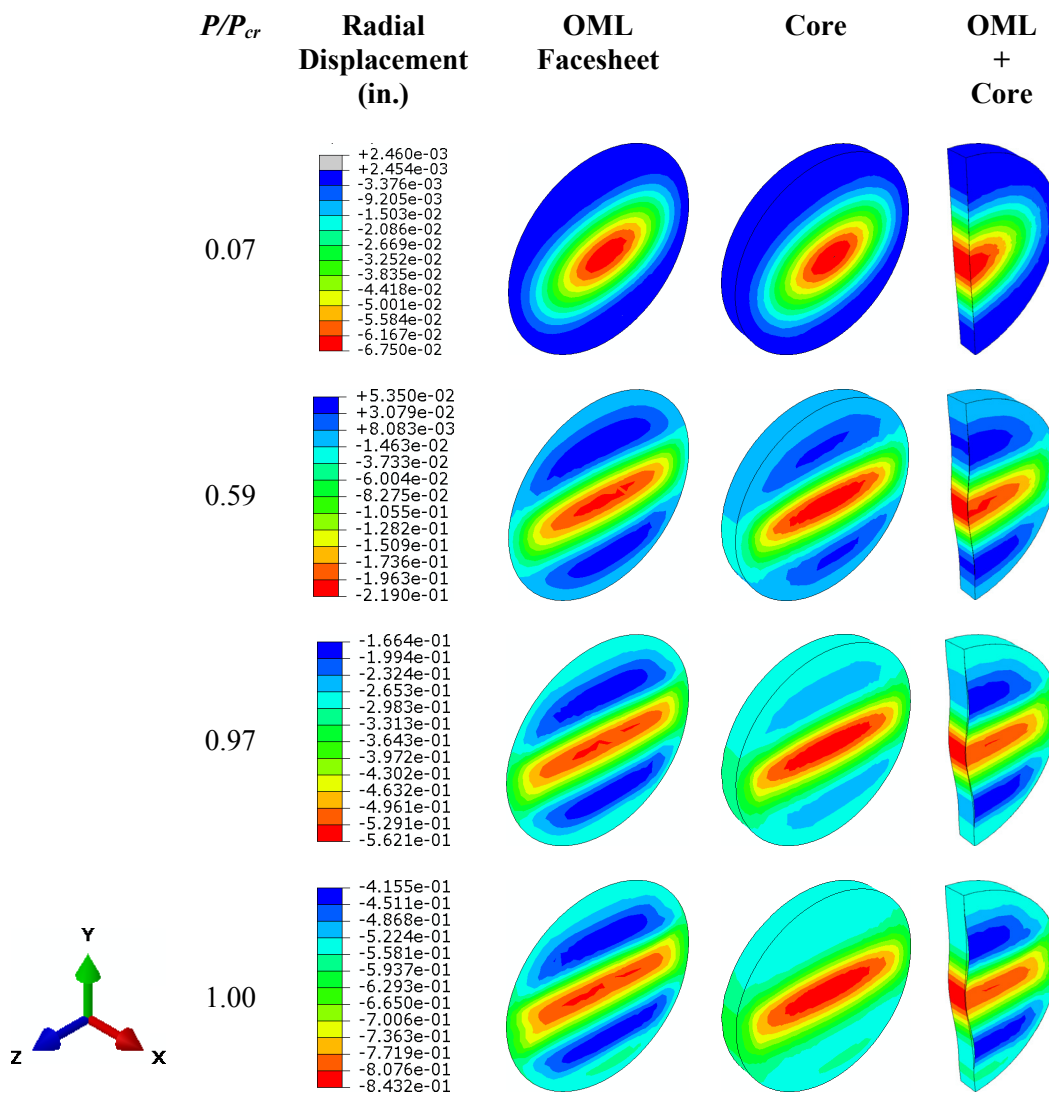 P/Pcr
Radial
Displacement
(in.)
OML
Facesheet
Core
OML
+
Core
0.07
+2.460e-03
+2.454e-03
-3.376e-03
-9.205e-03
-1.503e-02
-2.086e-02
-2.669e-02
-3.252e-02
-3.835e-02
-4.418e-02
-5.001e-02
-5.584e-02
-6.167e-02
-6.750e-02
0.59
+5.350e-02
+3.079e-02
+8.083e-03
-1.463e-02
-3.733e-02
-6.004e-02
-8.275e-02
-1.055e-01
-1.282e-01
-1.509e-01
-1.736e-01
-1.963e-01
-2.190e-01
0.97
-1.664e-01
-1.994e-01
-2.324e-01
-2.653e-01
-2.983e-01
-3.313e-01
-3.643e-01
-3.972e-01
-4.302e-01
-4.632e-01
-4.961e-01
-5.291e-01
-5.621e-01
1.00
-4.155e-01
-4.511e-01
-4.868e-01
-5.224e-01
-5.581e-01
-5.937e-01
-6.293e-01
-6.650e-01
-7.006e-01
-7.363e-01
-7.719e-01
-8.076e-01
-8.432e-01
Y
Z
X